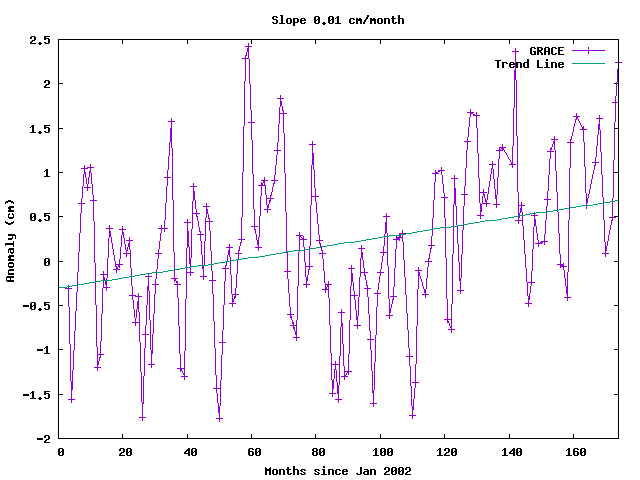 Slope 0.01 cm/month
GRACE
Trend Line
2.5
2
1.5
1
0.5
0
-0.5
-1
-1.5
-2
Anomaly (cm)
0 20 40 60 80 100 120 140 160
Months since Jan 2002